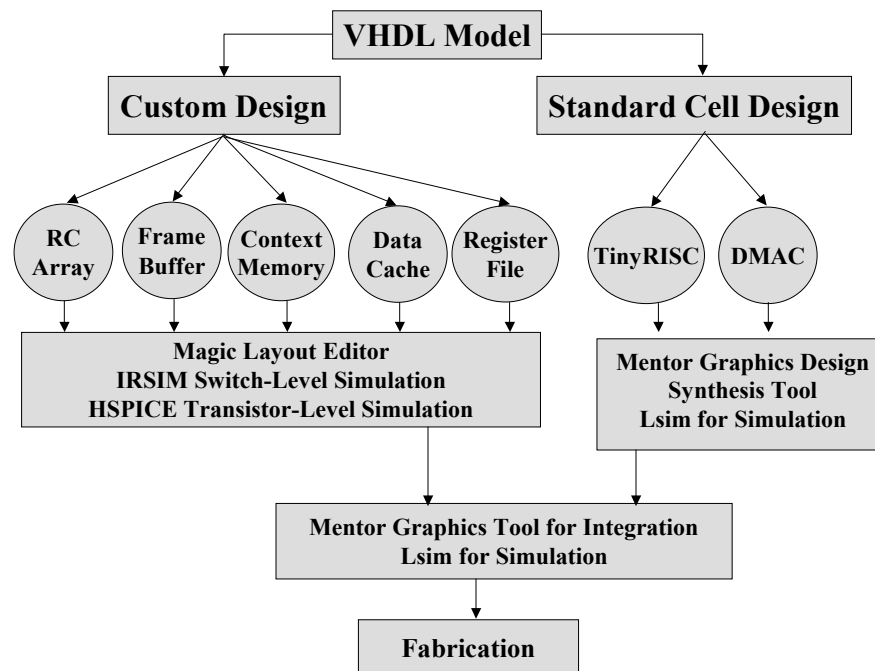 VHDL Model
Custom Design
Standard Cell Design
RC
Array
Frame
Buffer
Context
Memory
Data
Cache
Register
File
TinyRISC
DMAC
Magic Layout Editor
IRSIM Switch-Level Simulation
HSPICE Transistor-Level Simulation
Mentor Graphics Design
Synthesis Tool
Lsim for Simulation
Mentor Graphics Tool for Integration
Lsim for Simulation
Fabrication